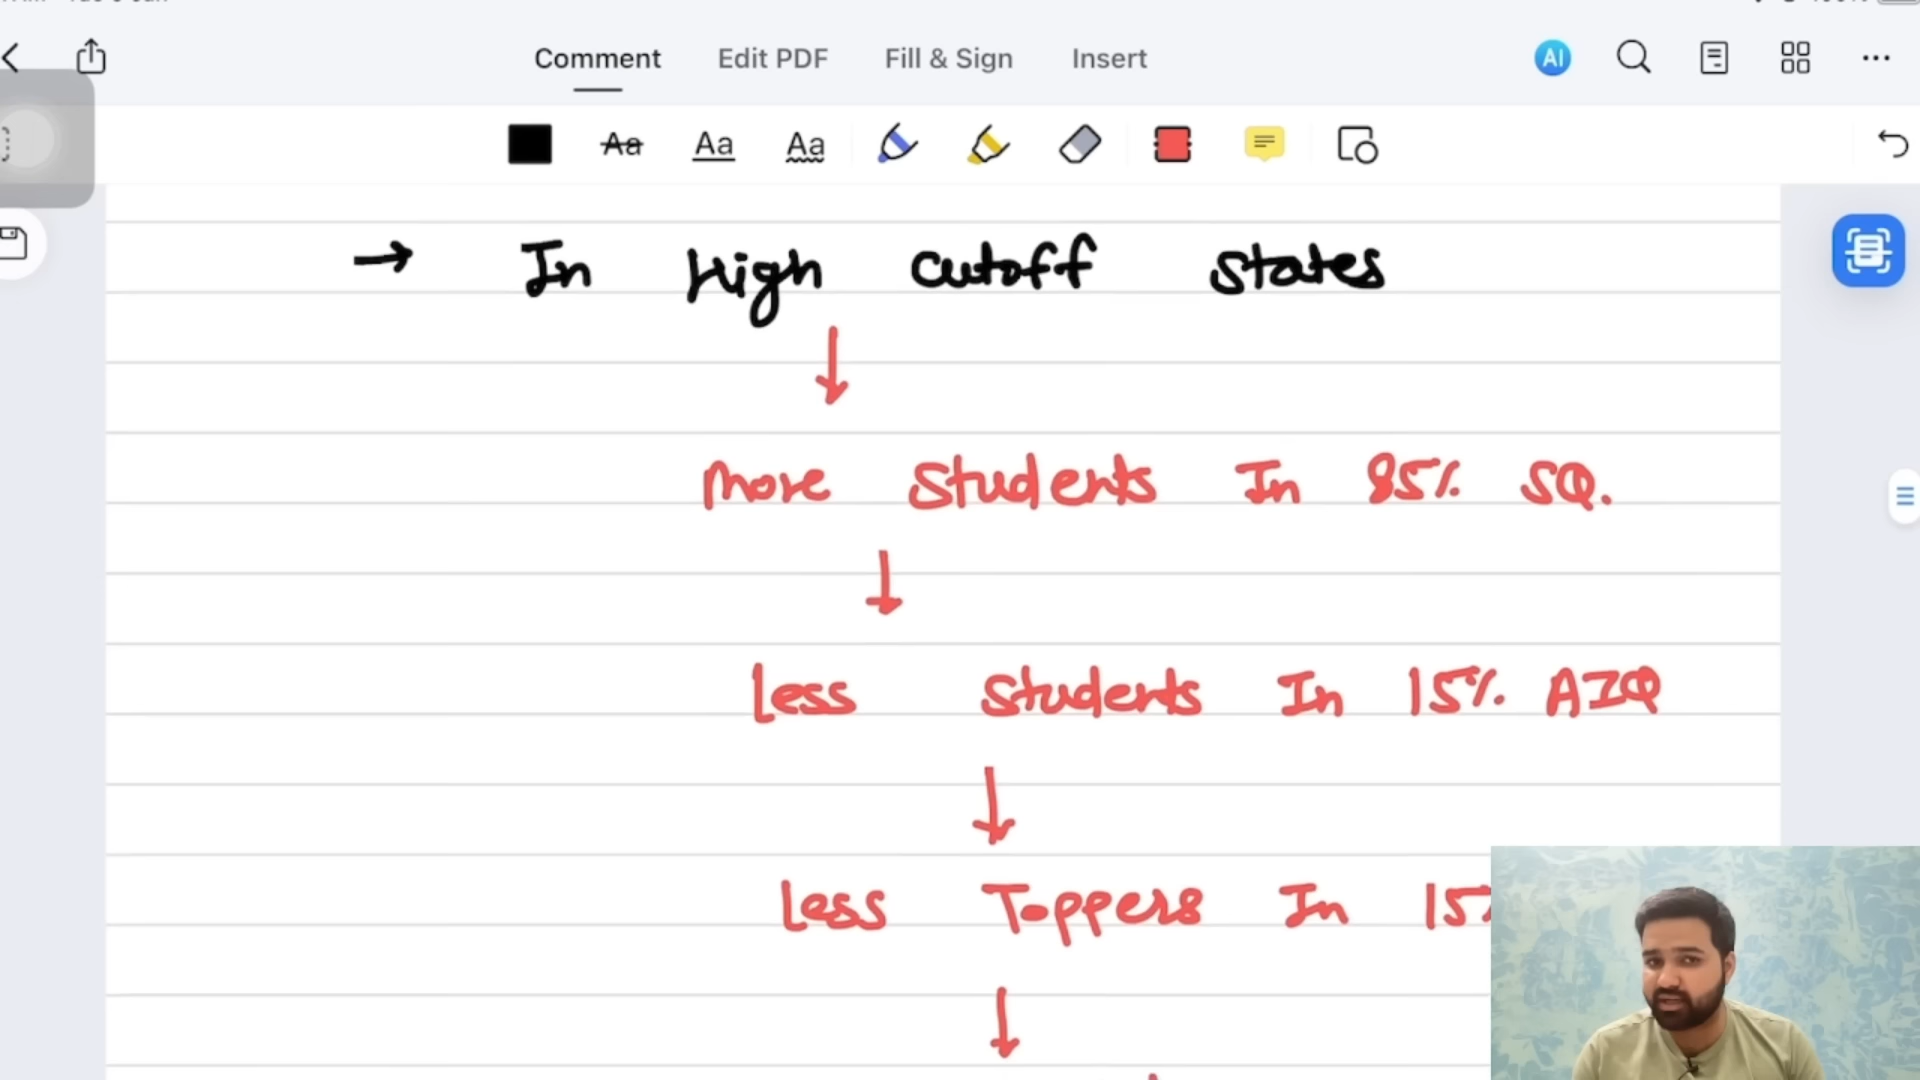 Comment Edit PDF Fill & Sign Insert AI
Aa Aa Aa
→ In High Cutoff States
More Students In 85% SQ.
less Students In 15% AIQ
less Toppers In 15%